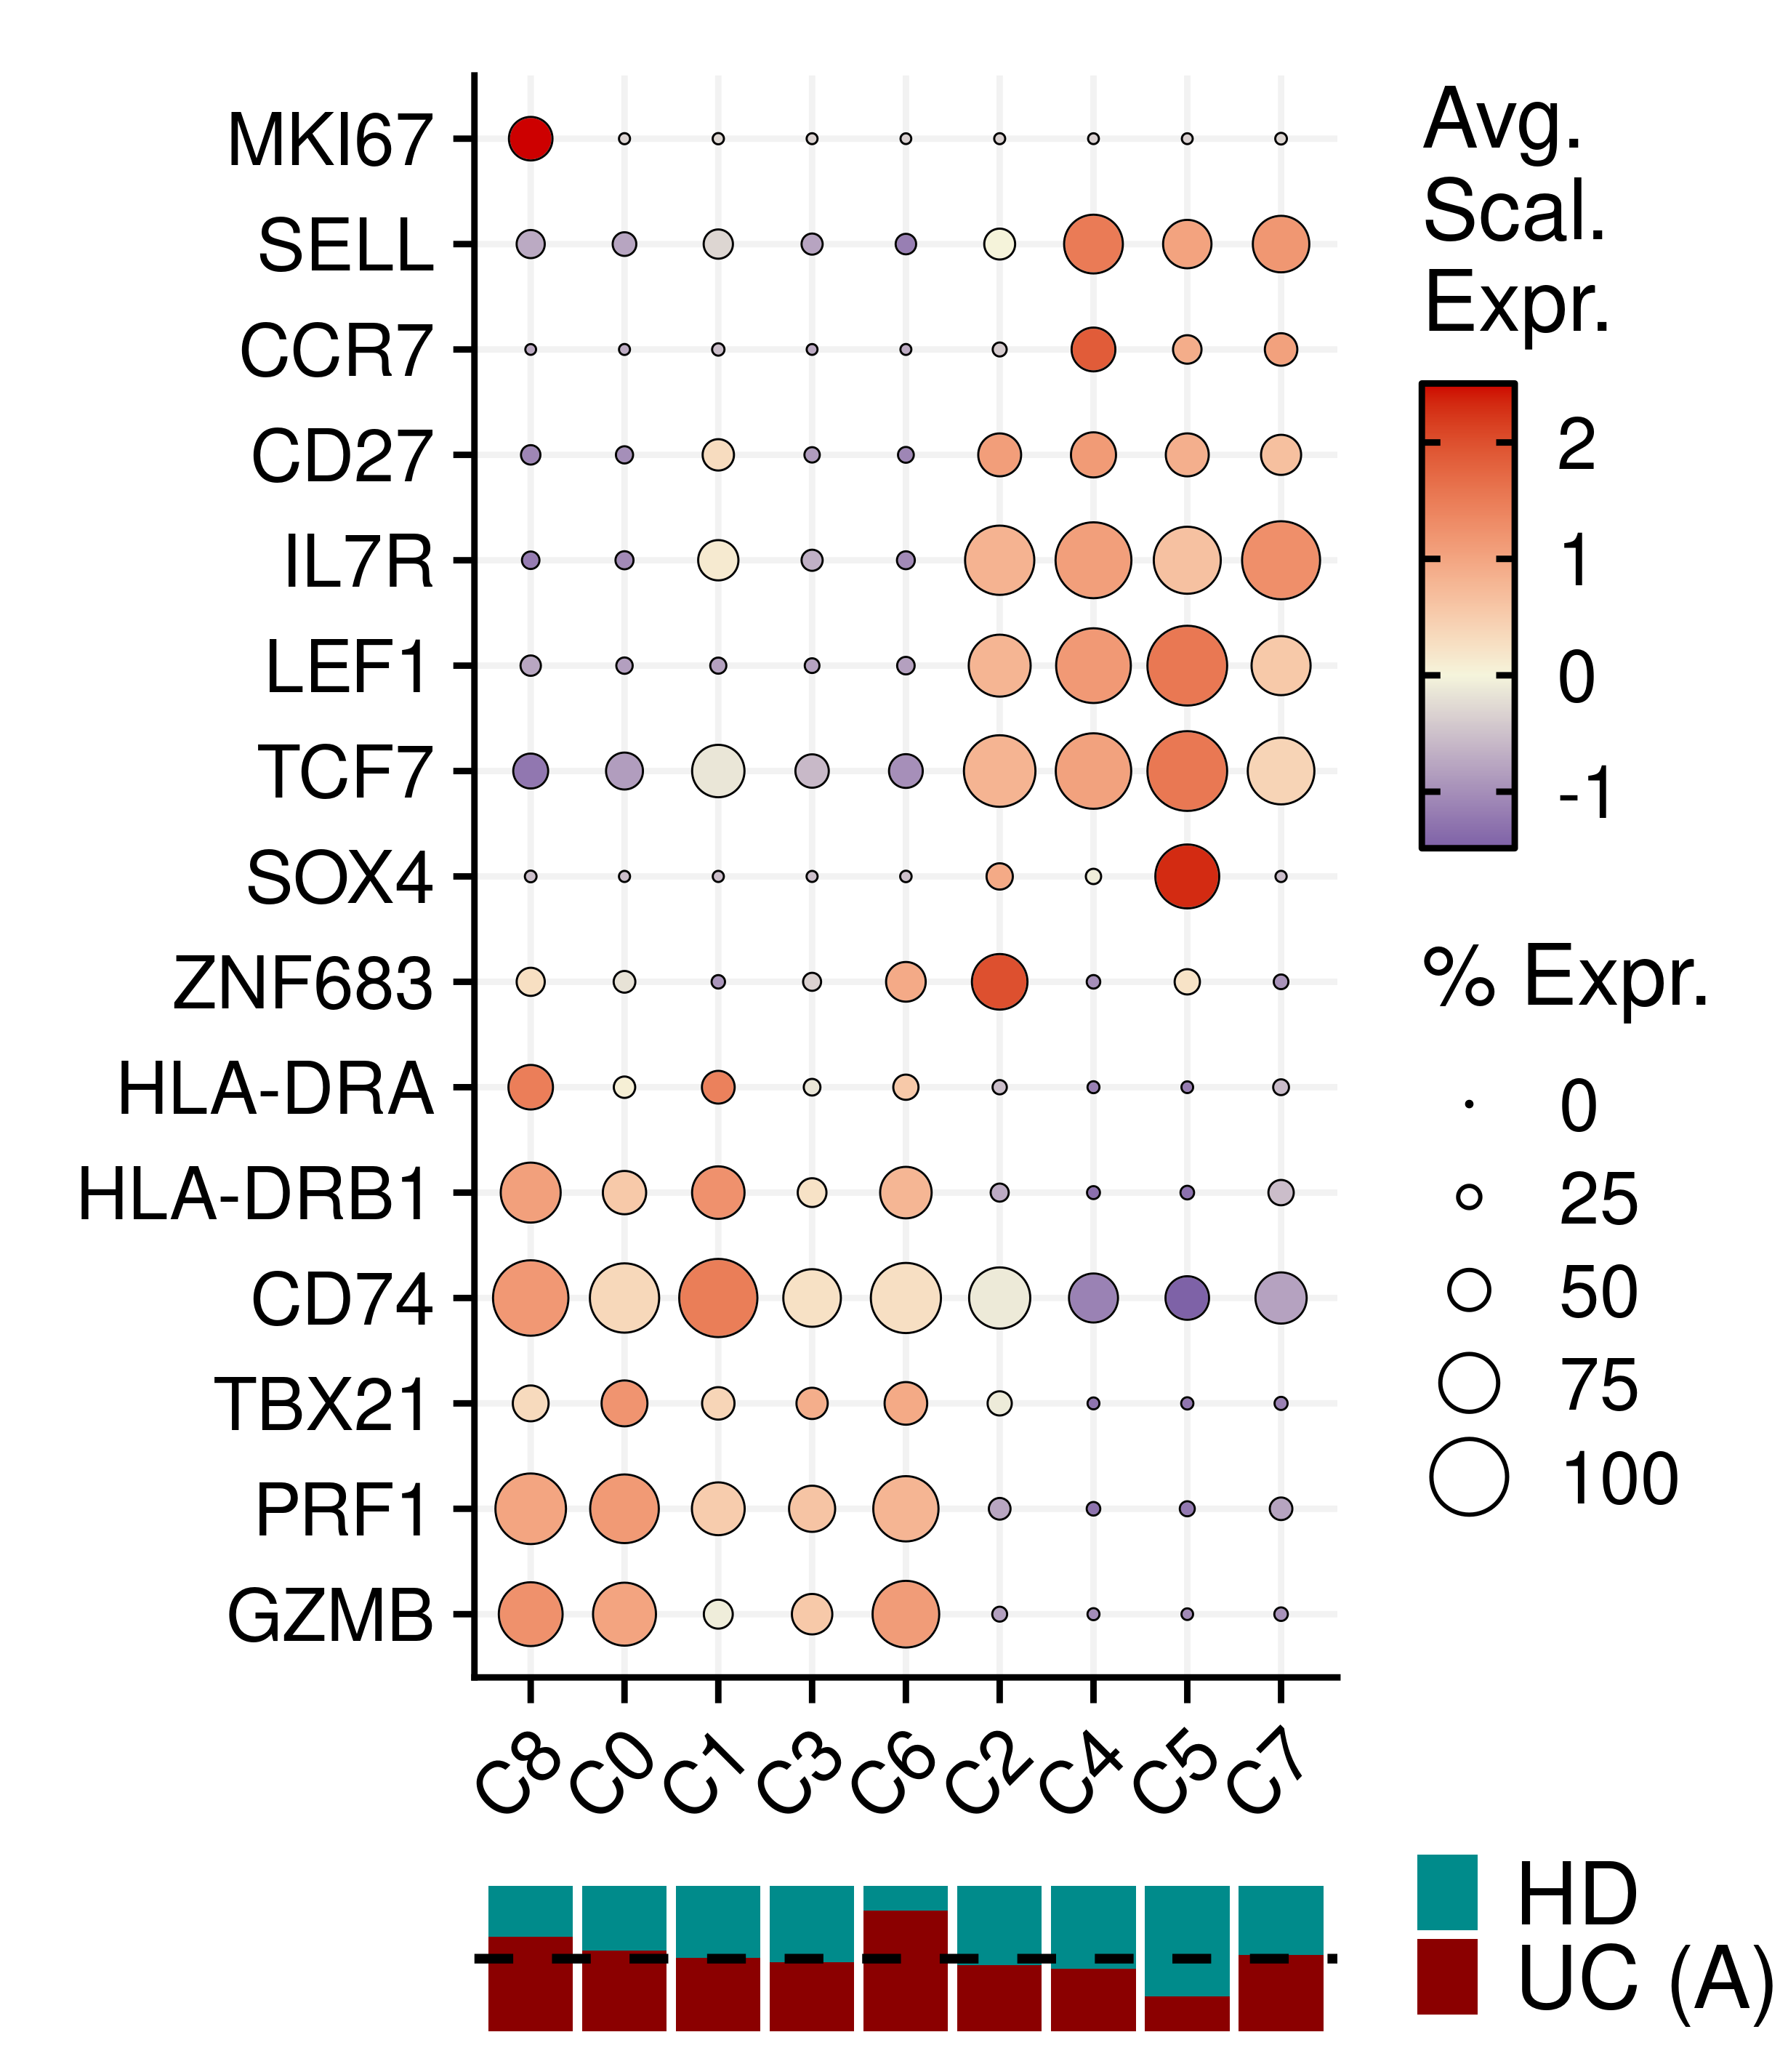 MKI67
SELL
CCR7
CD27
IL7R
LEF1
TCF7
SOX4
ZNF683
HLA-DRA
HLA-DRB1
CD74
TBX21
PRF1
GZMB
C8 C0 C1 C3 C6 C2 C4 C5 C7
Avg.
Scal.
Expr.
2
1
0
-1
% Expr.
0
25
50
75
100
HD
UC (A)